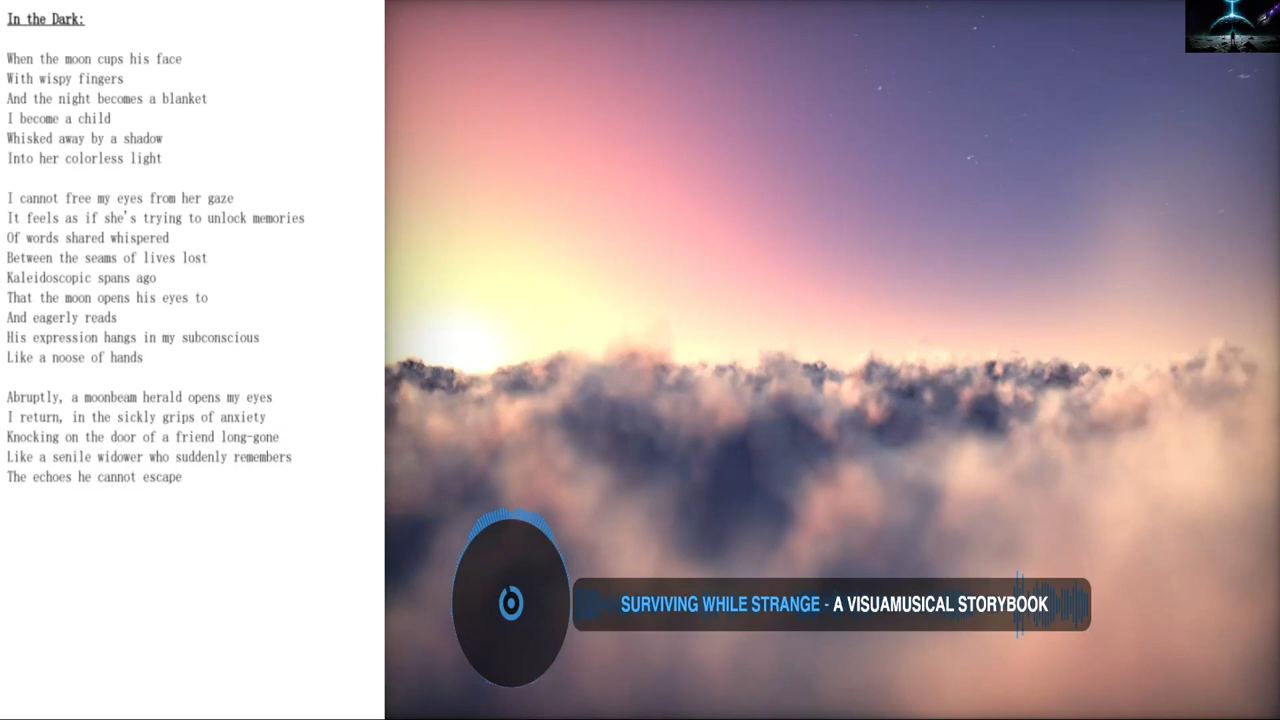 In the Dark:
When the moon cups his face
With wispy fingers
And the night becomes a blanket
I become a child
Whisked away by a shadow
Into her colorless light
I cannot free my eyes from her gaze
It feels as if she's trying to unlock memories
Of words shared whispered
Between the seams of lives lost
Kaleidoscopic spans ago
That the moon opens his eyes to
And eagerly reads
His expression hangs in my subconscious
Like a noose of hands
Abruptly, a moonbeam herald opens my eyes
I return, in the sickly grips of anxiety
Knocking on the door of a friend long-gone
Like a senile widower who suddenly remembers
The echoes he cannot escape
SURVIVING WHILE STRANGE - A VISUAMUSICAL STORYBOOK